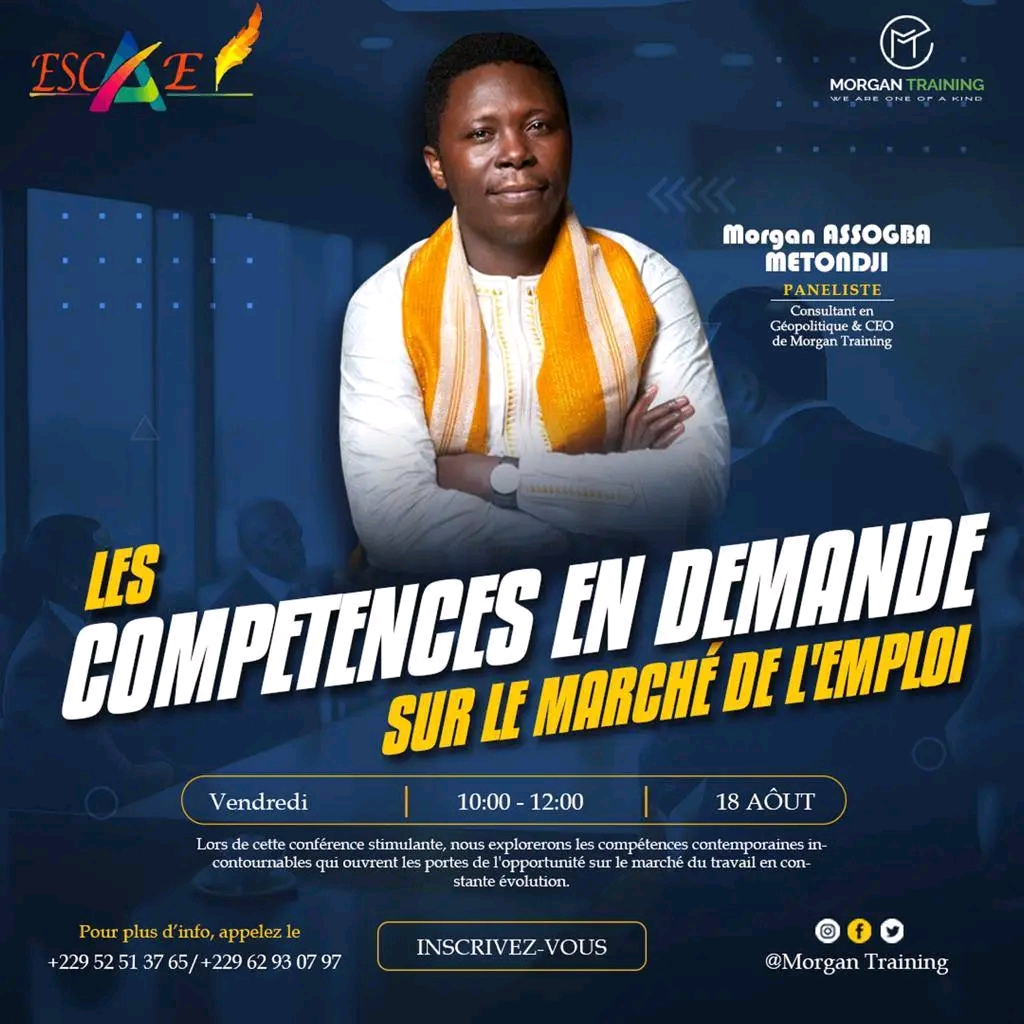 ESCAE
MORGAN TRAINING
WE ARE ONE OF A KIND
Morgan ASSOGBA
METONDJI
PANELISTE
Consultant en
Géopolitique & CEO
de Morgan Training
LES
COMPETENCES EN DEMANDE
SUR LE MARCHÉ DE L'EMPLOI
Vendredi
10:00 - 12:00
18 AÔUT
Lors de cette conférence stimulante, nous explorerons les compétences contemporaines in-
contournables qui ouvrent les portes de l'opportunité sur le marché du travail en con-
stante évolution.
Pour plus d’info, appelez le
+229 52 51 37 65/+229 62 93 07 97
INSCRIVEZ-VOUS
@Morgan Training